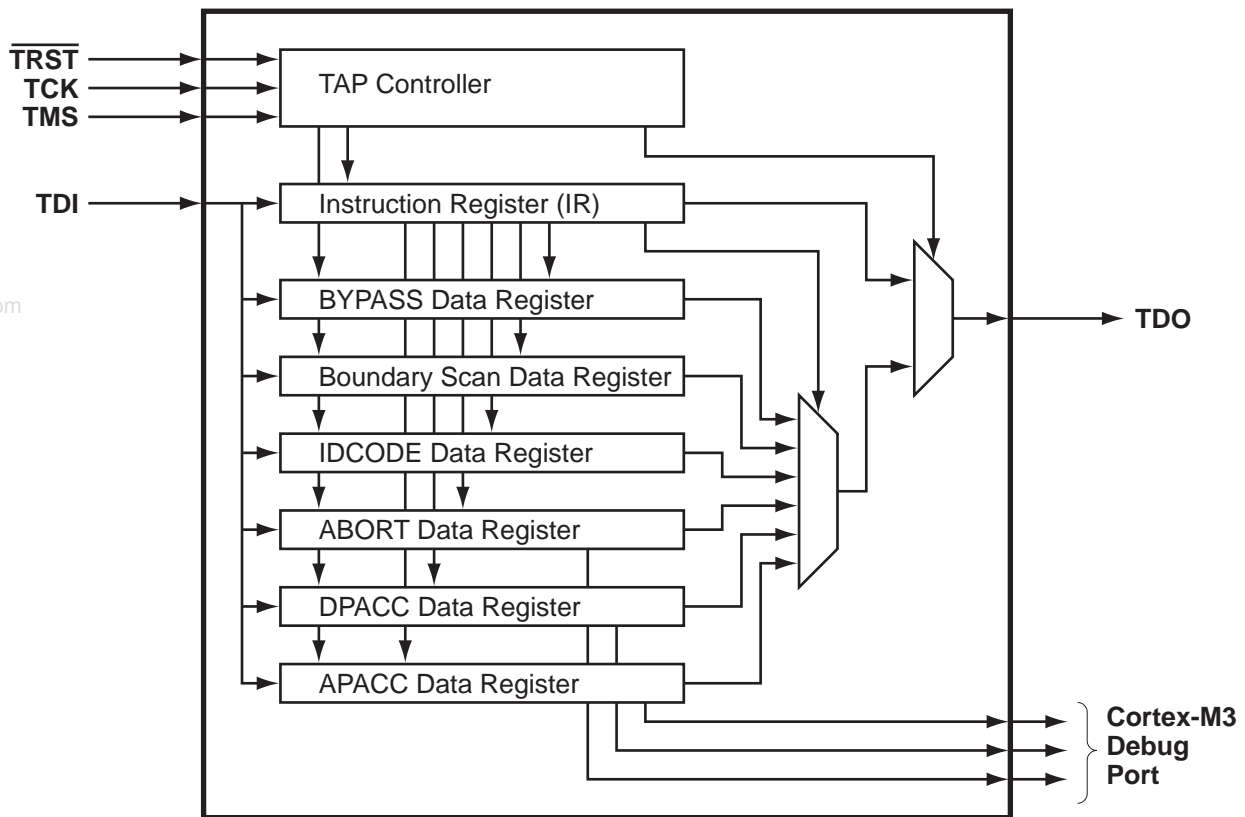 TRST
TCK
TMS
TDI
TAP Controller
Instruction Register (IR)
BYPASS Data Register
Boundary Scan Data Register
IDCODE Data Register
ABORT Data Register
DPACC Data Register
APACC Data Register
TDO
Cortex-M3
Debug
Port
om